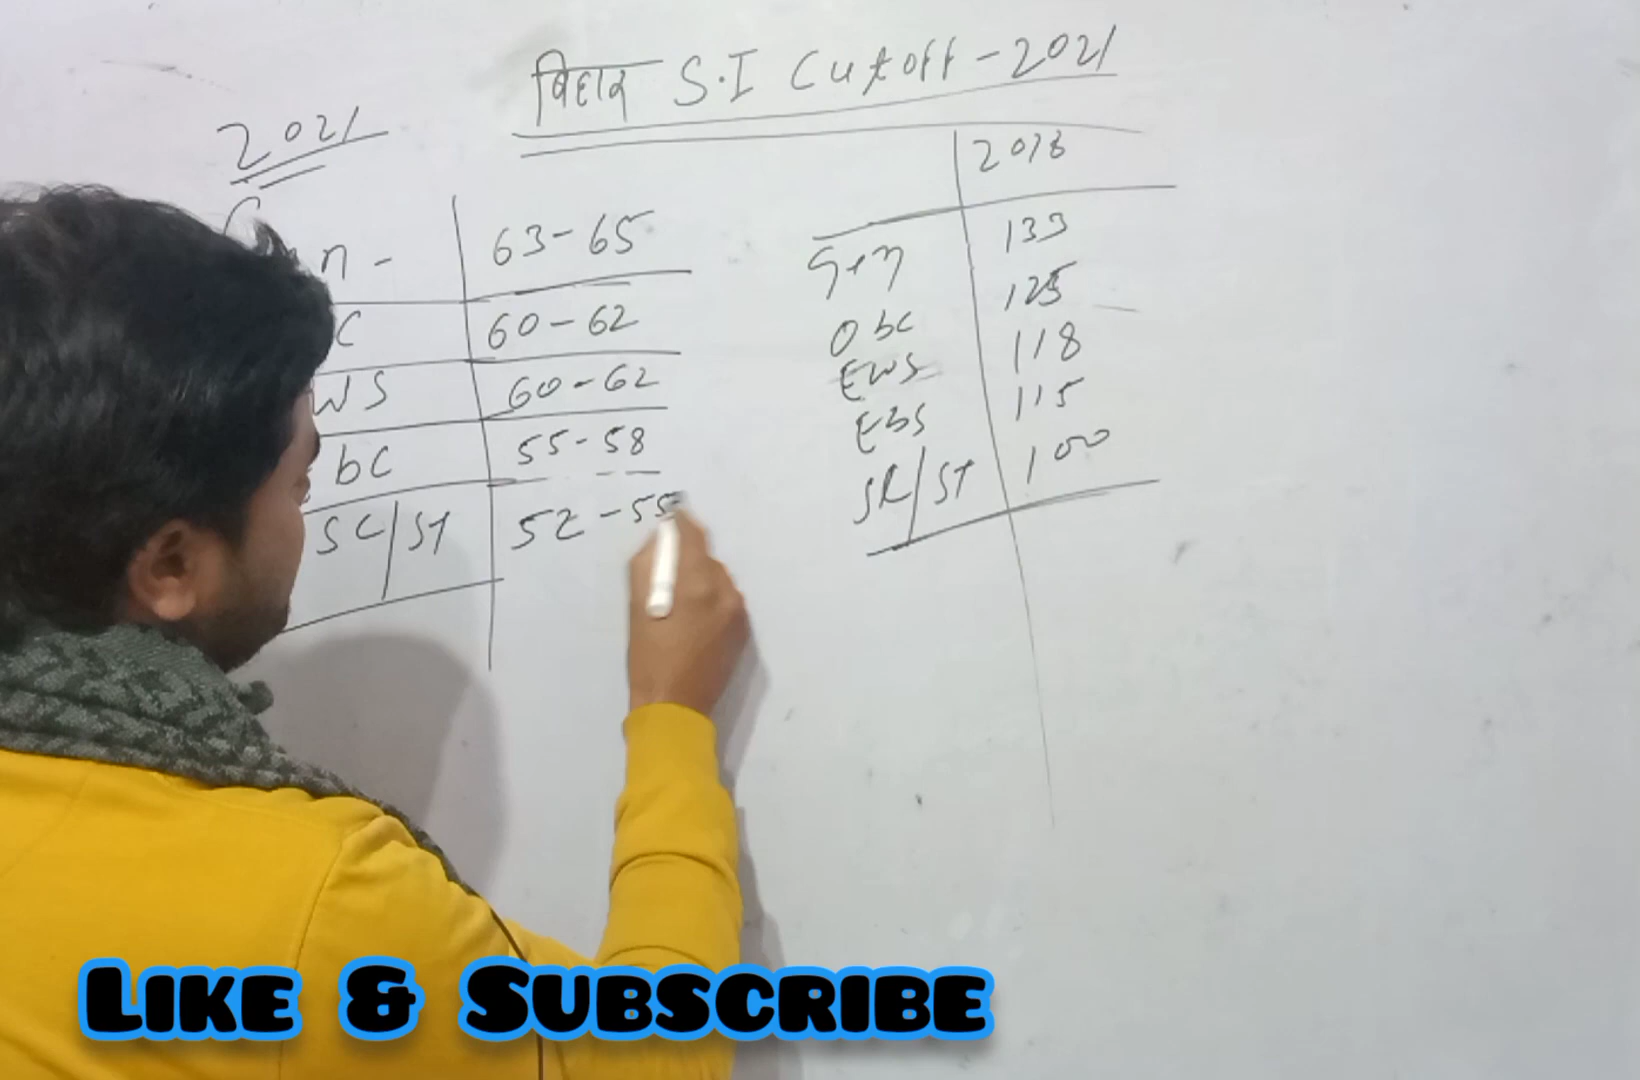 बिहार S.I Cutoff-2021
2021
n - 63-65
C 60-62
WS 60-62
bC 55-58
SC/ST 52-55
2018
Gen 133
Obc 125
EWS 118
EBS 115
SC/ST 100
LIKE & SUBSCRIBE